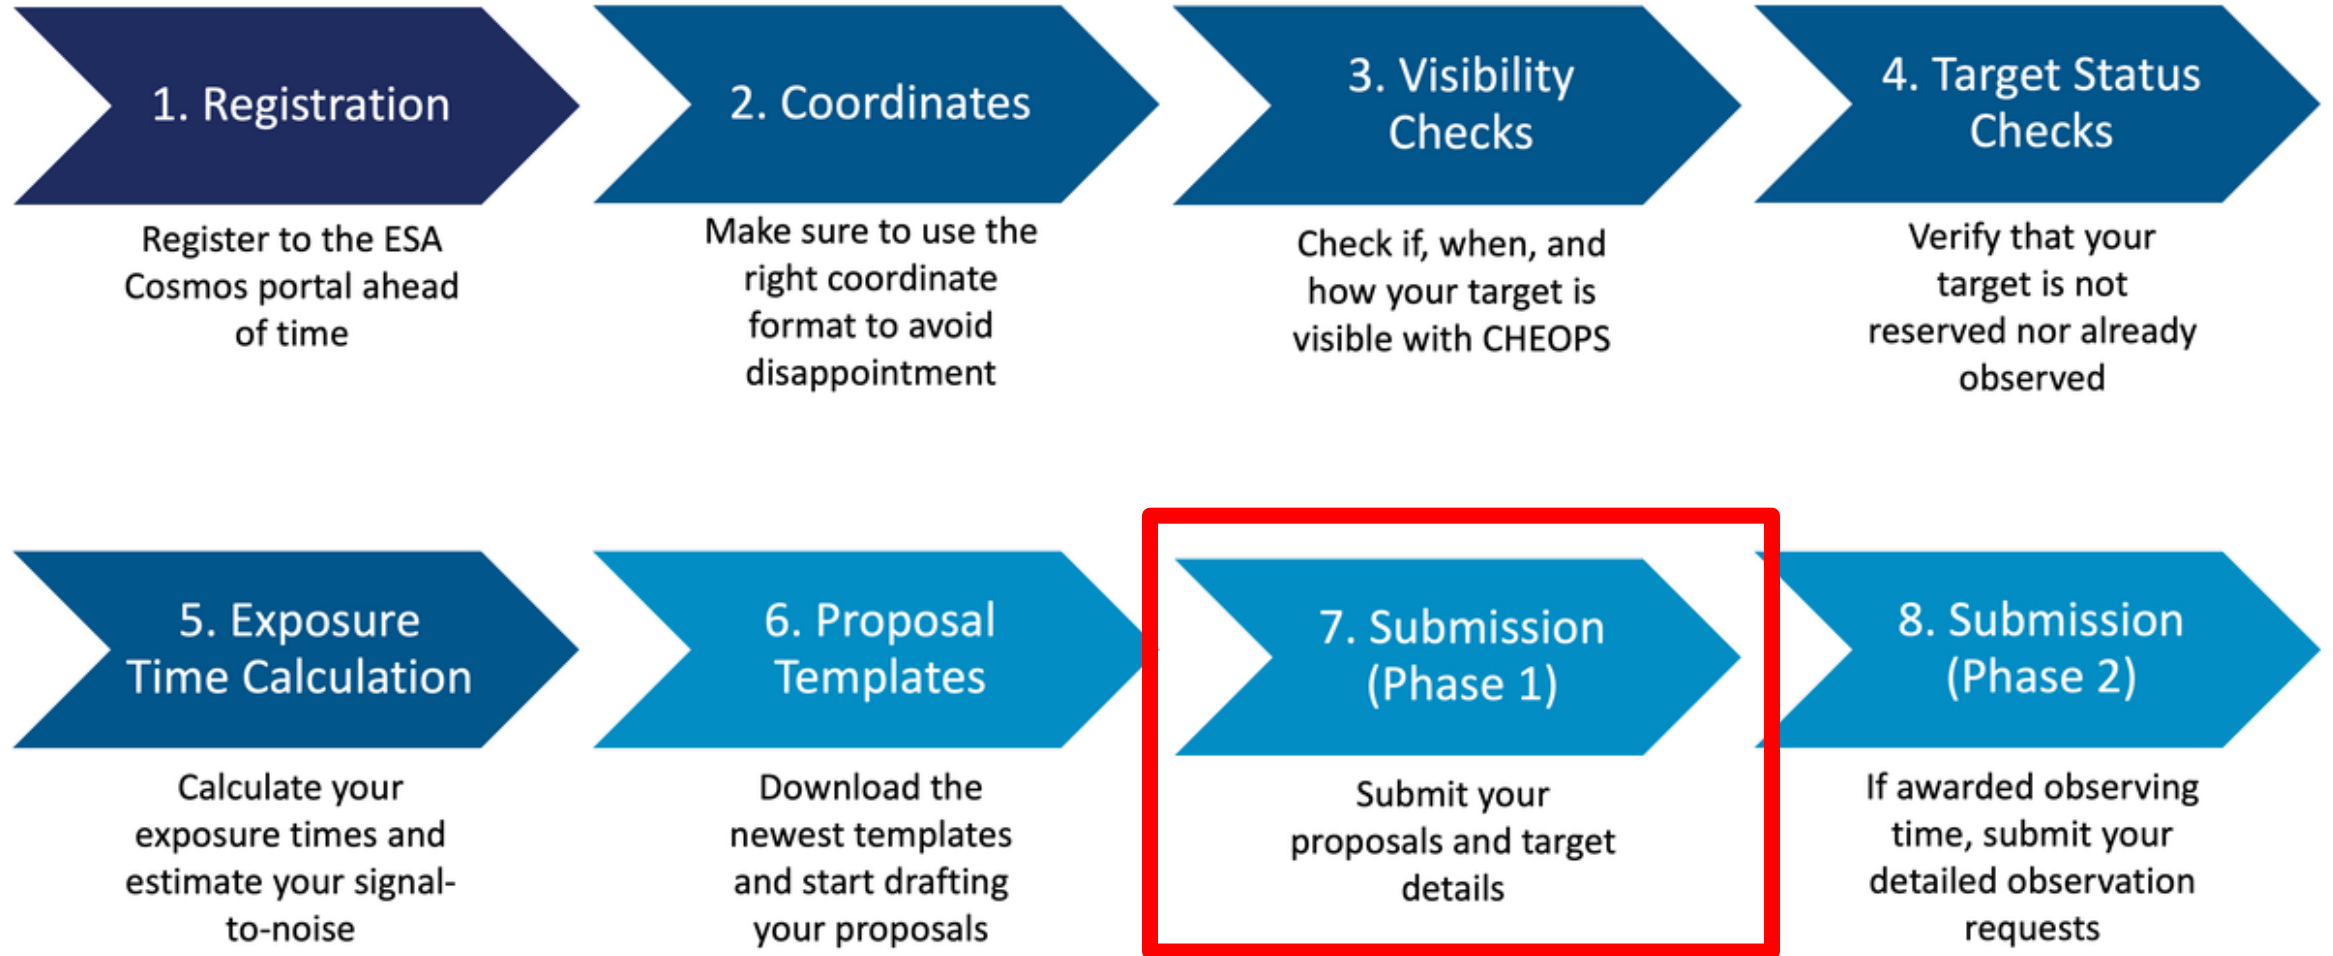 1. Registration
Register to the ESA
Cosmos portal ahead
of time
2. Coordinates
Make sure to use the
right coordinate
format to avoid
disappointment
3. Visibility
Checks
Check if, when, and
how your target is
visible with CHEOPS
4. Target Status
Checks
Verify that your
target is not
reserved nor already
observed
5. Exposure
Time Calculation
Calculate your
exposure times and
estimate your signal-
to-noise
6. Proposal
Templates
Download the
newest templates
and start drafting
your proposals
7. Submission
(Phase 1)
Submit your
proposals and target
details
8. Submission
(Phase 2)
If awarded observing
time, submit your
detailed observation
requests